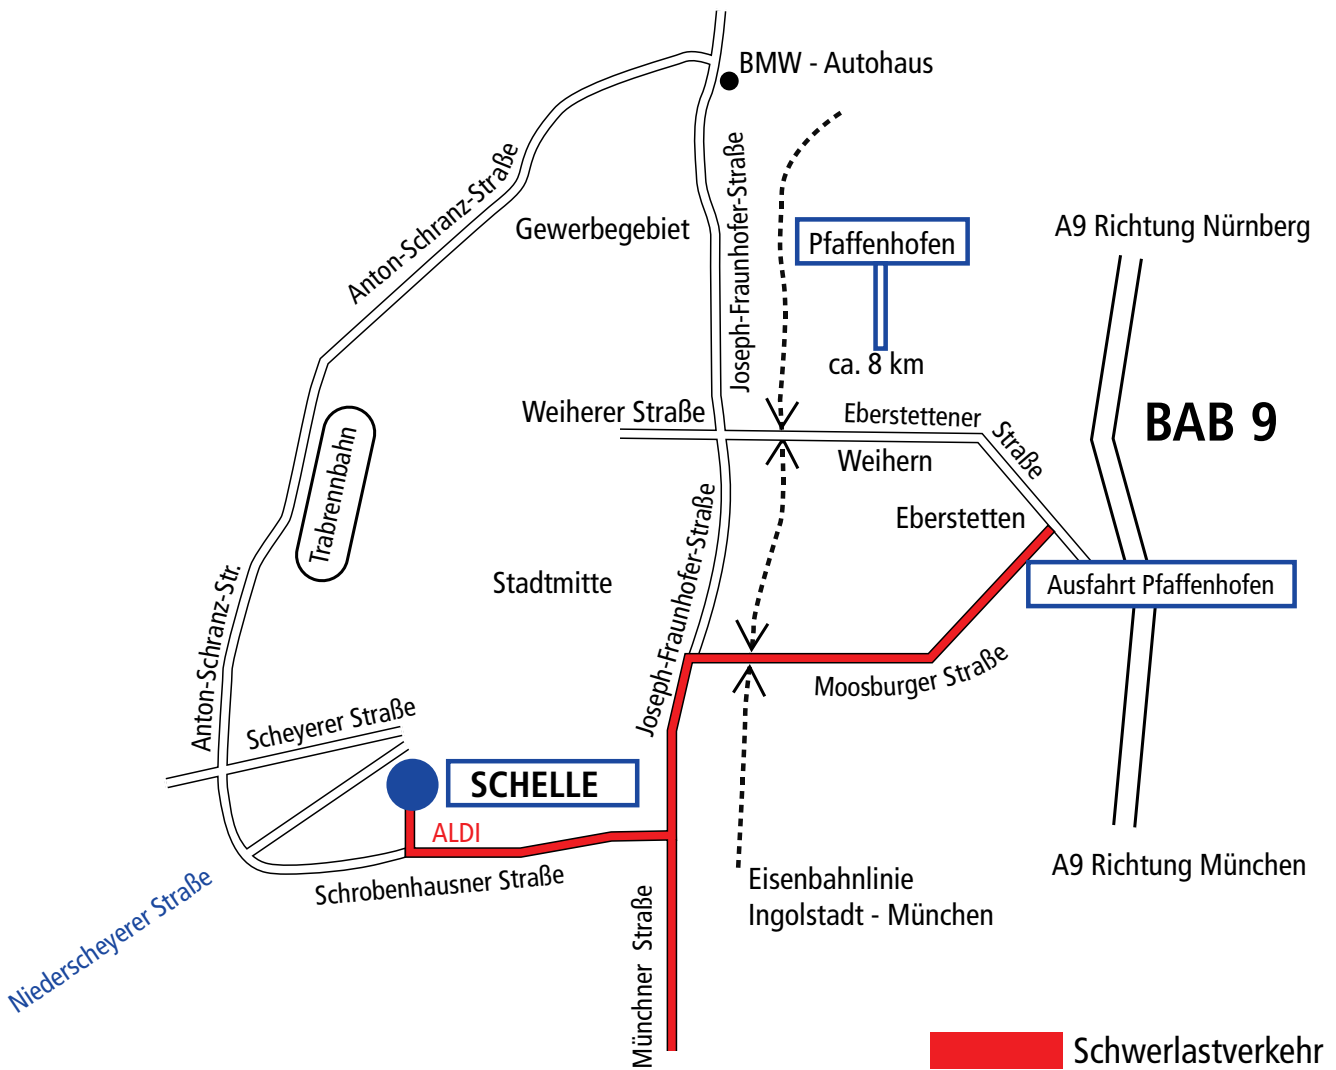 BMW - Autohaus
Anton-Schranz-Straße
Joseph-Fraunhofer-Straße
Gewerbegebiet
Pfaffenhofen
A9 Richtung Nürnberg
ca. 8 km
Weiherer Straße
Eberstettener
Straße
BAB 9
Weihern
Trabrennbahn
Eberstetten
Joseph-Fraunhofer-Straße
Stadtmitte
Ausfahrt Pfaffenhofen
Anton-Schranz-Str.
Moosburger Straße
Scheyerer Straße
SCHELLE
ALDI
Schrobenhausner Straße
A9 Richtung München
Eisenbahnlinie
Ingolstadt - München
Niederscheyerer Straße
Münchner Straße
Schwerlastverkehr